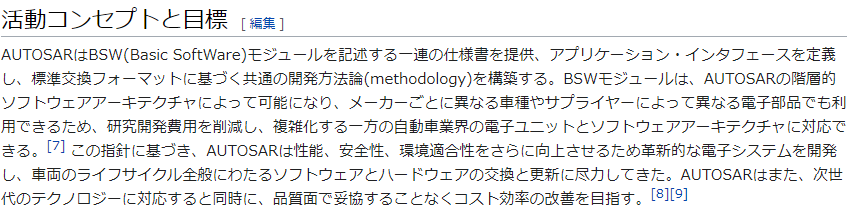 活動コンセプトと目標 [編集]
AUTOSARはBSW(Basic SoftWare)モジュールを記述する一連の仕様書を提供、アプリケーション・インタフェースを定義
し、標準交換フォーマットに基づく共通の開発方法論(methodology)を構築する。BSWモジュールは、AUTOSARの階層的
ソフトウェアアーキテクチャによって可能になり、メーカーごとに異なる車種やサプライヤーによって異なる電子部品でも利
用できるため、研究開発費用を削減し、複雑化する一方の自動車業界の電子ユニットとソフトウェアアーキテクチャに対応で
きる。[7] この指針に基づき、AUTOSARは性能、安全性、環境適合性をさらに向上させるため革新的な電子システムを開発
し、車両のライフサイクル全般にわたるソフトウェアとハードウェアの交換と更新に尽力してきた。AUTOSARはまた、次世
代のテクノロジーに対応すると同時に、品質面で妥協することなくコスト効率の改善を目指す。[8][9]